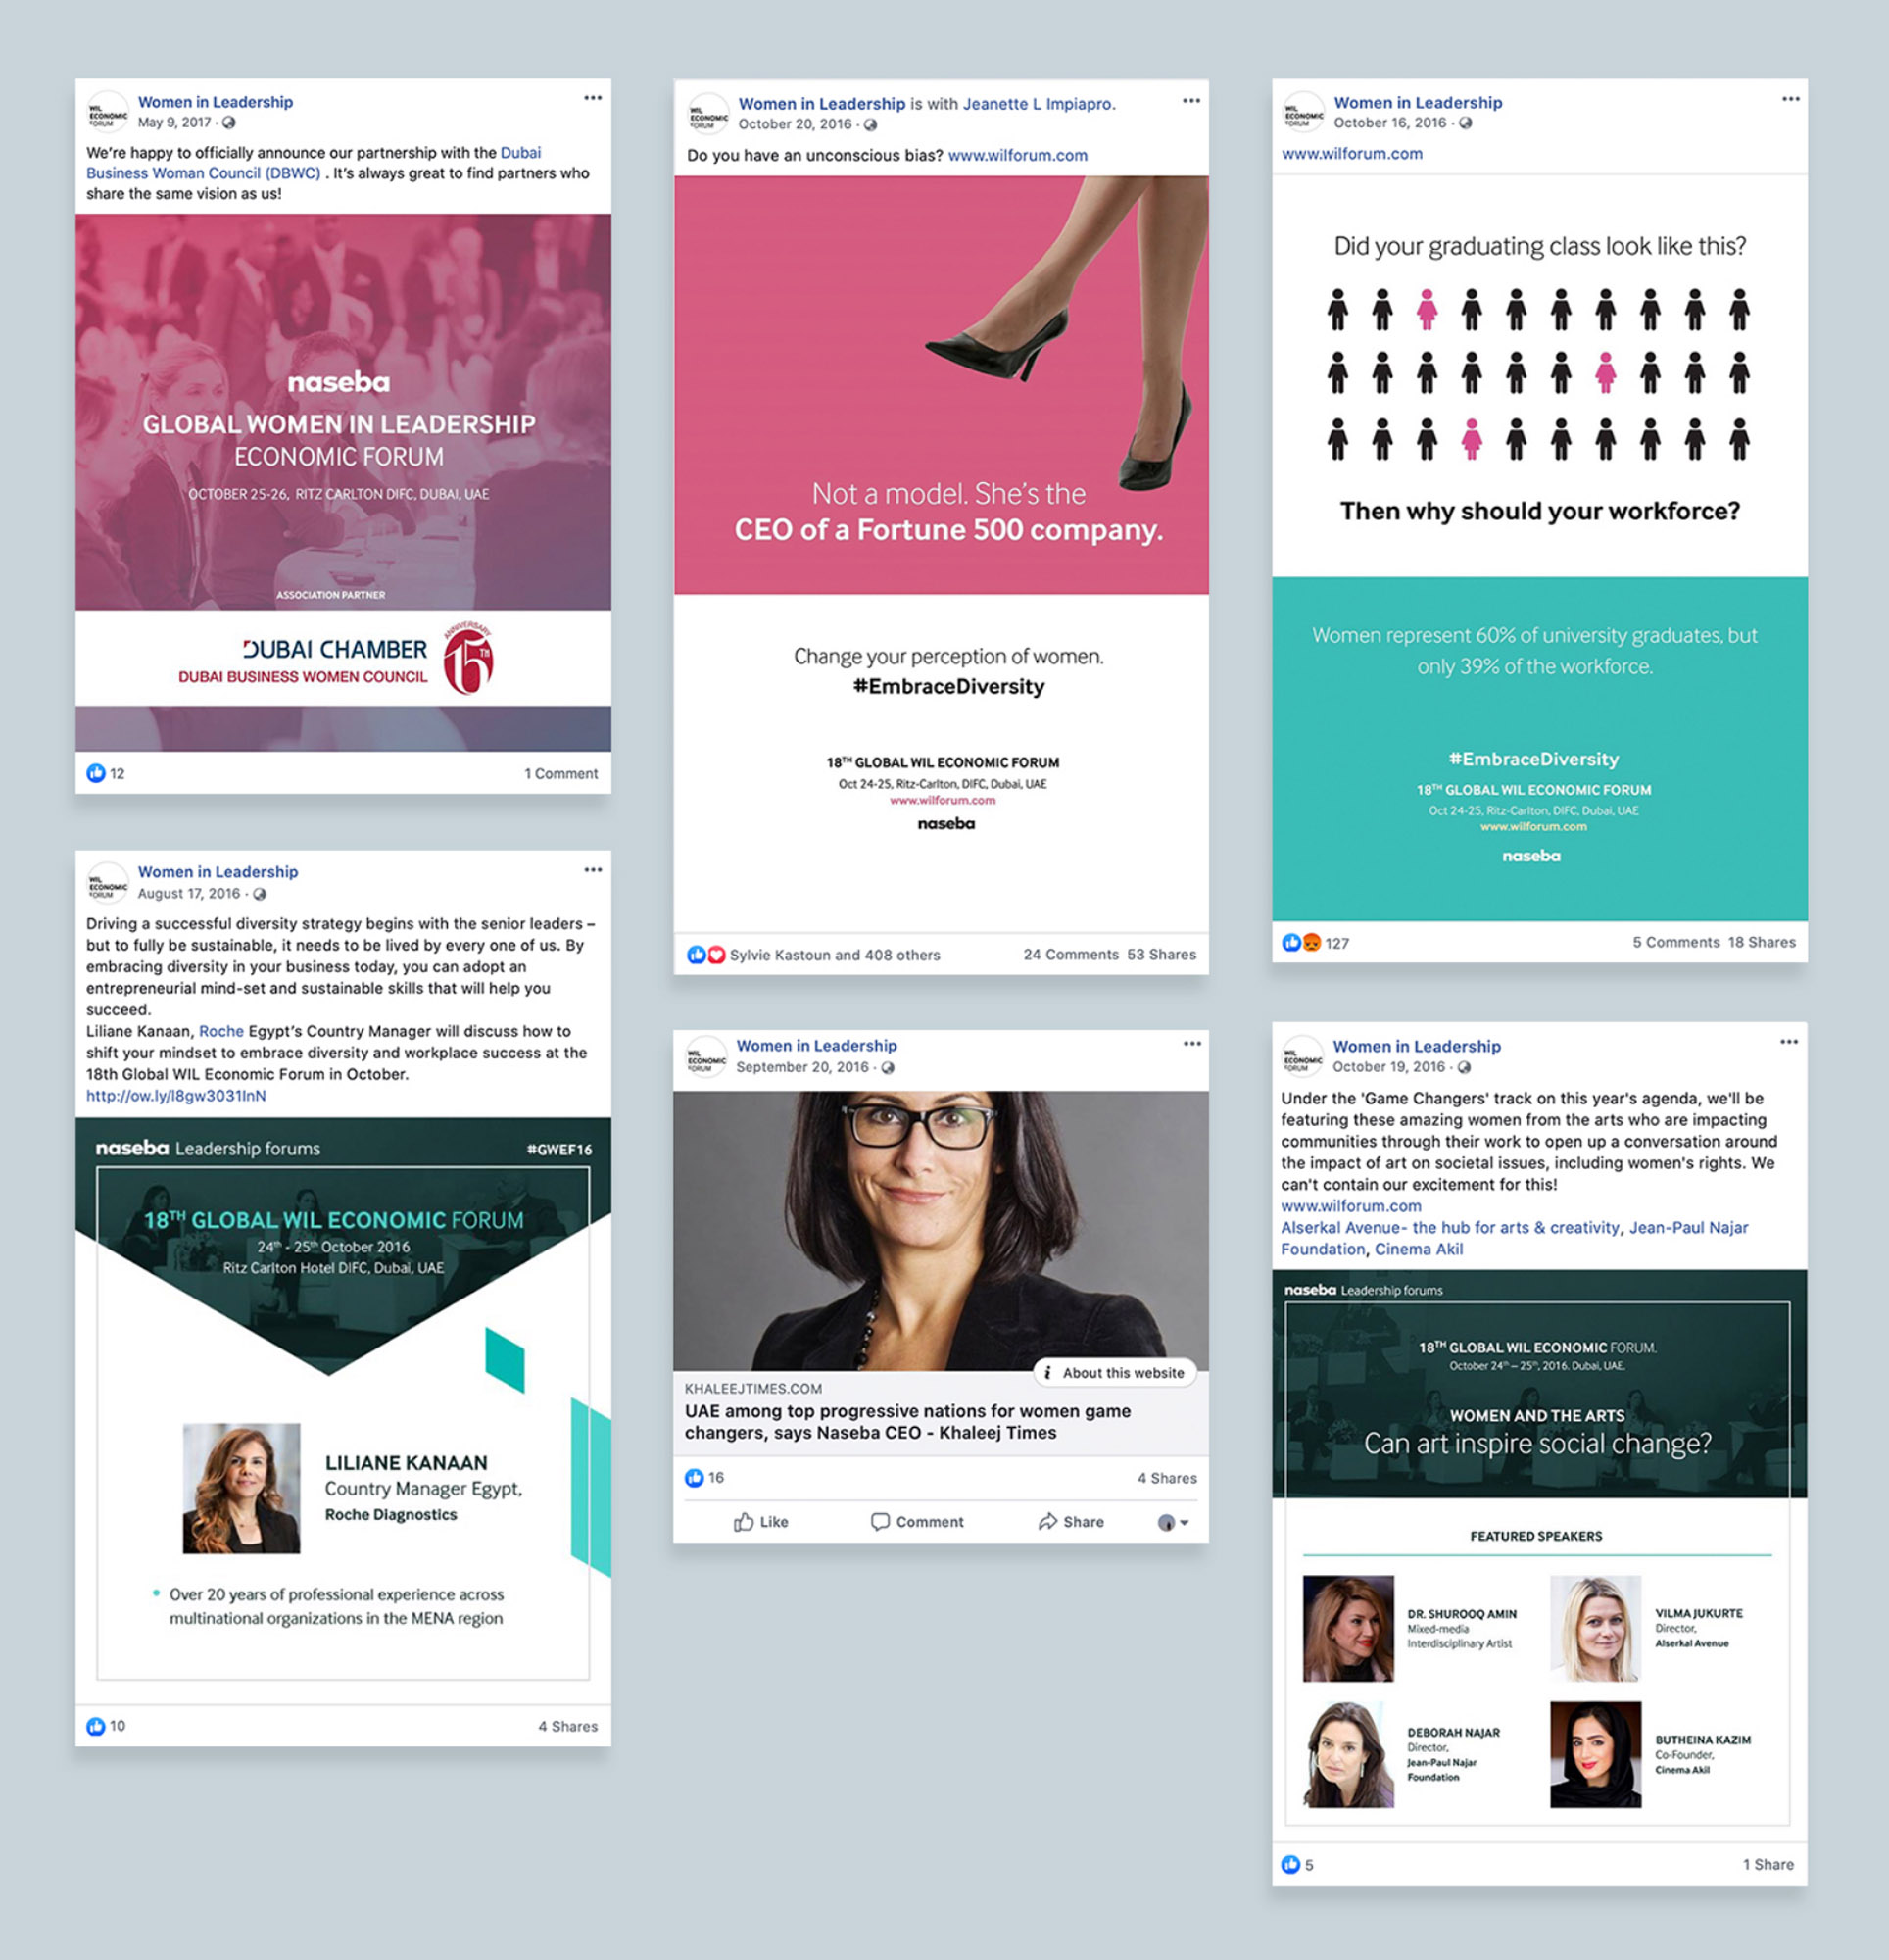 WIL
ECONOMIC
FORUM
Women in Leadership
May 9, 2017 ·
We're happy to officially announce our partnership with the Dubai
Business Woman Council (DBWC) . It's always great to find partners who
share the same vision as us!
naseba
GLOBAL WOMEN IN LEADERSHIP
ECONOMIC FORUM
OCTOBER 25-26, RITZ CARLTON DIFC, DUBAI, UAE
ASSOCIATION PARTNER
DUBAI CHAMBER
DUBAI BUSINESS WOMEN COUNCIL
ANNIVERSARY
15TH
12
1 Comment
WIL
ECONOMIC
FORUM
Women in Leadership
August 17, 2016 ·
Driving a successful diversity strategy begins with the senior leaders –
but to fully be sustainable, it needs to be lived by every one of us. By
embracing diversity in your business today, you can adopt an
entrepreneurial mind-set and sustainable skills that will help you
succeed.
Liliane Kanaan, Roche Egypt's Country Manager will discuss how to
shift your mindset to embrace diversity and workplace success at the
18th Global WIL Economic Forum in October.
http://ow.ly/l8gw3031lnN
naseba Leadership forums
#GWEF16
18TH GLOBAL WIL ECONOMIC FORUM
24th - 25th October 2016
Ritz Carlton Hotel DIFC, Dubai, UAE
LILIANE KANAAN
Country Manager Egypt,
Roche Diagnostics
• Over 20 years of professional experience across
multinational organizations in the MENA region
10
4 Shares
WIL
ECONOMIC
FORUM
Women in Leadership is with Jeanette L Impiapro.
October 20, 2016 ·
Do you have an unconscious bias? www.wilforum.com
Not a model. She's the
CEO of a Fortune 500 company.
Change your perception of women.
#EmbraceDiversity
18TH GLOBAL WIL ECONOMIC FORUM
Oct 24-25, Ritz-Carlton, DIFC, Dubai, UAE
www.wilforum.com
naseba
Sylvie Kastoun and 408 others
24 Comments 53 Shares
WIL
ECONOMIC
FORUM
Women in Leadership
September 20, 2016 ·
i About this website
KHALEEJTIMES.COM
UAE among top progressive nations for women game
changers, says Naseba CEO - Khaleej Times
16
4 Shares
Like
Comment
Share
WIL
ECONOMIC
FORUM
Women in Leadership
October 16, 2016 ·
www.wilforum.com
Did your graduating class look like this?
Then why should your workforce?
Women represent 60% of university graduates, but
only 39% of the workforce.
#EmbraceDiversity
18TH GLOBAL WIL ECONOMIC FORUM
Oct 24-25, Ritz-Carlton, DIFC, Dubai, UAE
www.wilforum.com
naseba
127
5 Comments 18 Shares
WIL
ECONOMIC
FORUM
Women in Leadership
October 19, 2016 ·
Under the 'Game Changers' track on this year's agenda, we'll be
featuring these amazing women from the arts who are impacting
communities through their work to open up a conversation around
the impact of art on societal issues, including women's rights. We
can't contain our excitement for this!
www.wilforum.com
Alserkal Avenue- the hub for arts & creativity, Jean-Paul Najar
Foundation, Cinema Akil
naseba Leadership forums
18TH GLOBAL WIL ECONOMIC FORUM.
October 24th – 25th, 2016. Dubai, UAE.
WOMEN AND THE ARTS
Can art inspire social change?
FEATURED SPEAKERS
DR. SHUROOQ AMIN
Mixed-media
Interdisciplinary Artist
VILMA JUKURTE
Director,
Alserkal Avenue
DEBORAH NAJAR
Director,
Jean-Paul Najar
Foundation
BUTHEINA KAZIM
Co-Founder,
Cinema Akil
5
1 Share